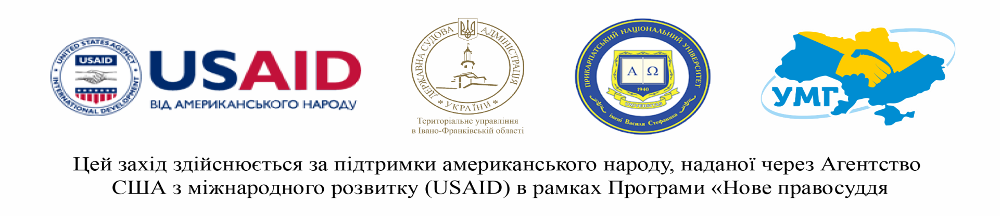 UNITED STATES AGENCY
INTERNATIONAL DEVELOPMENT
USAID
USAID
ВІД АМЕРИКАНСЬКОГО НАРОДУ
ДЕРЖАВНА СУДОВА АДМІНІСТРАЦІЯ
* УКРАЇНИ *
Територіальне управління
в Івано-Франківській області
ПРИКАРПАТСЬКИЙ НАЦІОНАЛЬНИЙ УНІВЕРСИТЕТ
Α Ω
1940
UNIVERSITAS
імені Василя Стефаника
УМГ
Цей захід здійснюється за підтримки американського народу, наданої через Агентство
США з міжнародного розвитку (USAID) в рамках Програми «Нове правосуддя